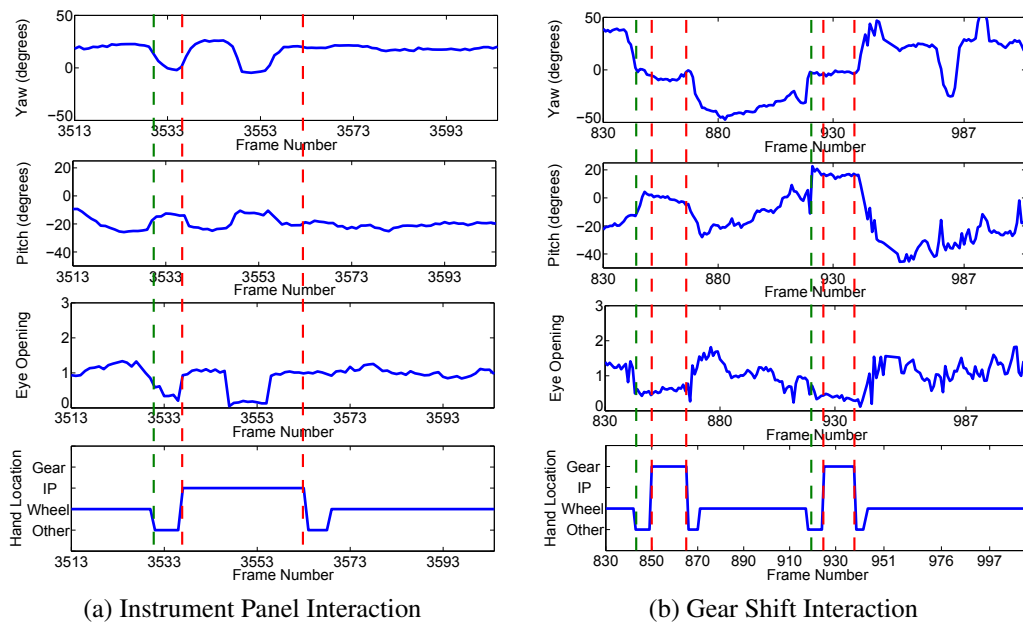 50
0
−50
Yaw (degrees)
3513 3533 3553 3573 3593
Frame Number
20
0
−20
−40
Pitch (degrees)
3513 3533 3553 3573 3593
Frame Number
3
2
1
0
Eye Opening
3513 3533 3553 3573 3593
Frame Number
Gear
IP
Wheel
Other
Hand Location
3513 3533 3553 3573 3593
Frame Number
(a) Instrument Panel Interaction
50
0
−50
Yaw (degrees)
830 880 930 987
Frame Number
20
0
−20
−40
Pitch (degrees)
830 880 930 987
Frame Number
3
2
1
0
Eye Opening
830 880 930 987
Frame Number
Gear
IP
Wheel
Other
Hand Location
830 850 870 890 910 930 951 976 997
Frame Number
(b) Gear Shift Interaction